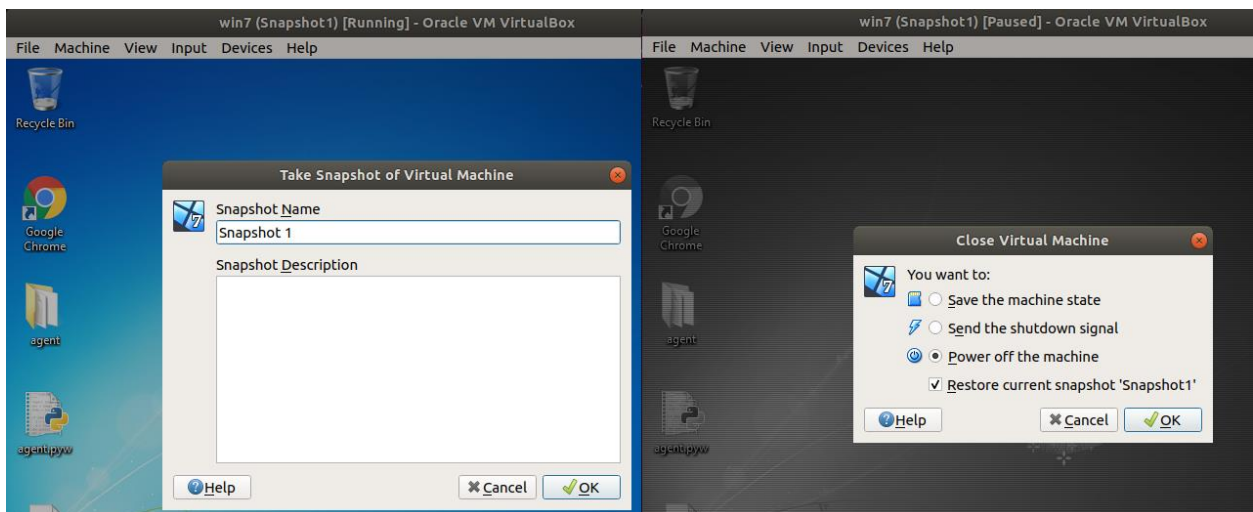 win7 (Snapshot1) [Running] - Oracle VM VirtualBox
File Machine View Input Devices Help
Recycle Bin
Google
Chrome
agent
agent.pyw
Take Snapshot of Virtual Machine
Snapshot Name
Snapshot 1
Snapshot Description
Help
Cancel
OK
win7 (Snapshot1) [Paused] - Oracle VM VirtualBox
File Machine View Input Devices Help
Recycle Bin
Google
Chrome
agent
agent.pyw
Close Virtual Machine
You want to:
Save the machine state
Send the shutdown signal
Power off the machine
Restore current snapshot 'Snapshot1'
Help
Cancel
OK